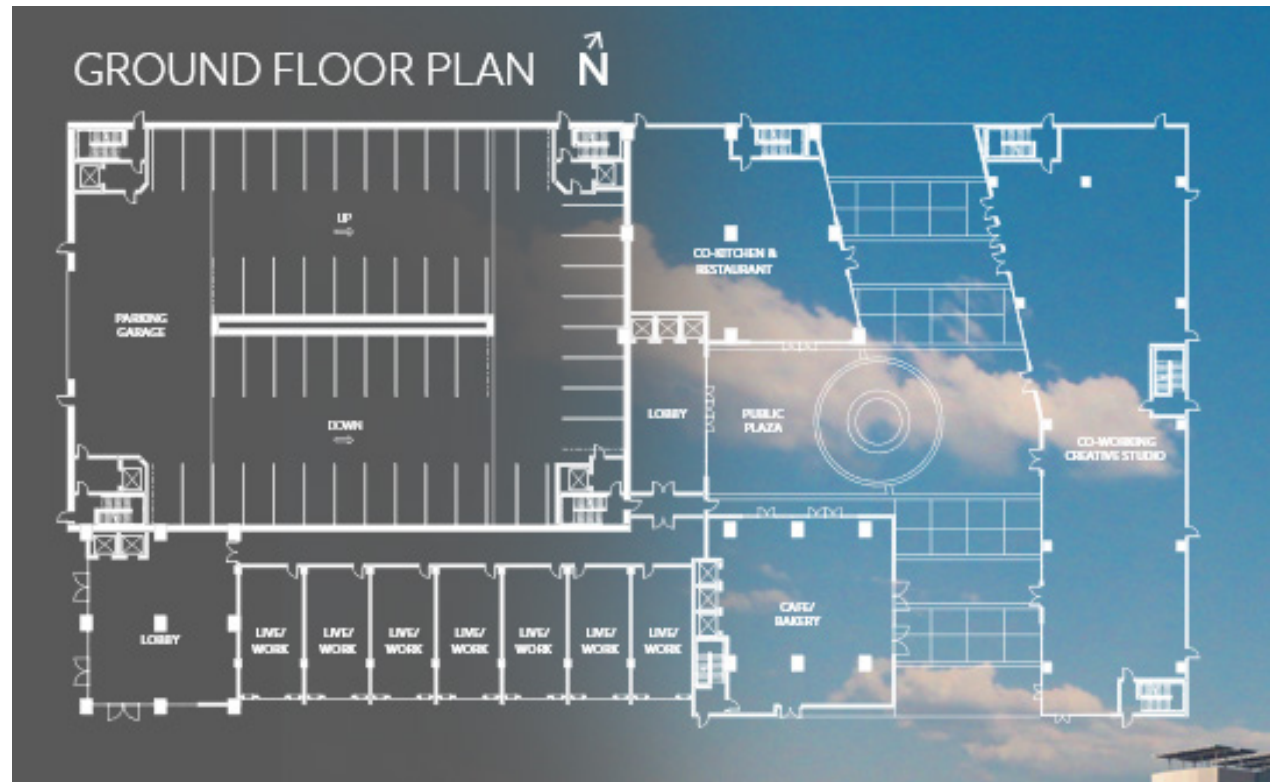 GROUND FLOOR PLAN N
UP
CO-KITCHEN &
RESTAURANT
PARKING
GARAGE
LOBBY
PUBLIC
PLAZA
DOWN
CO-WORKING
CREATIVE STUDIO
LOBBY
LIVE/
WORK
LIVE/
WORK
LIVE/
WORK
LIVE/
WORK
LIVE/
WORK
LIVE/
WORK
LIVE/
WORK
CAFE/
BAKERY